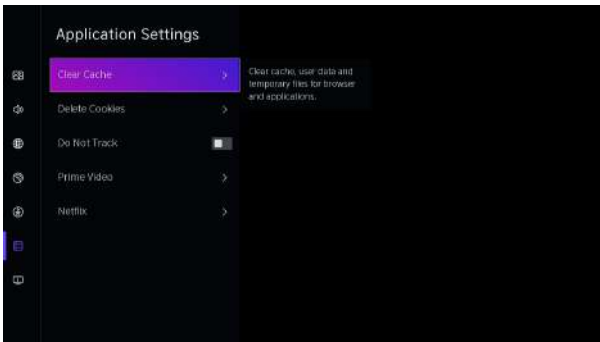 Application Settings
Clear Cache
Clear cache, user data and
temporary files for browser
and applications.
Delete Cookies
Do Not Track
Prime Video
Netflix